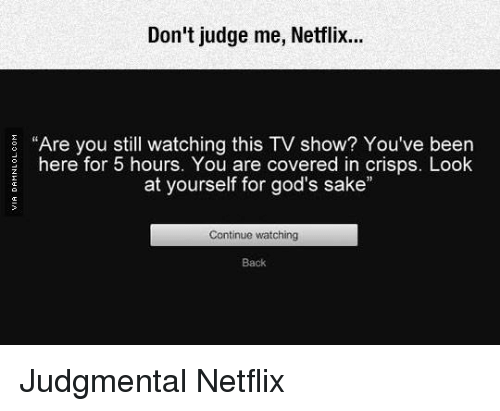 Don't judge me, Netflix...
"Are you still watching this TV show? You've been
here for 5 hours. You are covered in crisps. Look
at yourself for god's sake"
Continue watching
Back
VIA DAMNLOL.COM
Judgmental Netflix